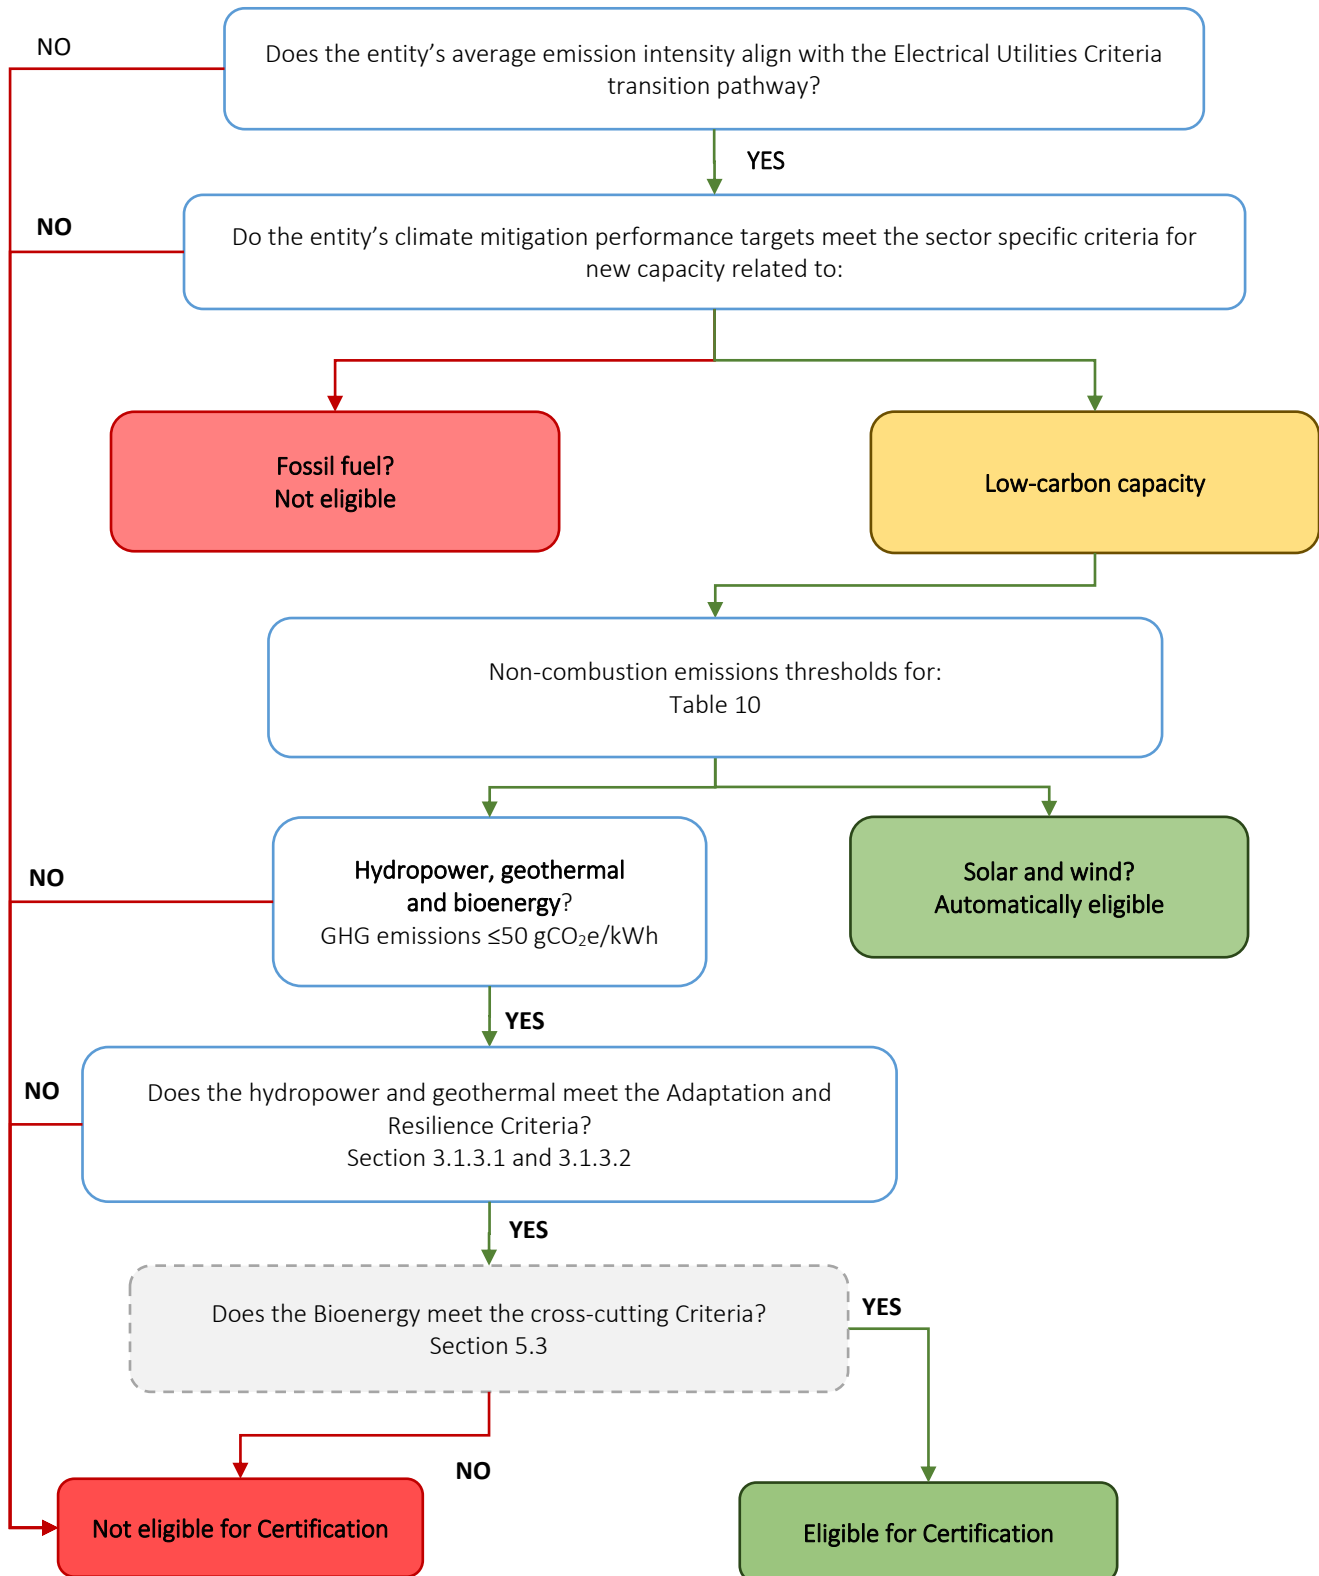 NO
Does the entity’s average emission intensity align with the Electrical Utilities Criteria
transition pathway?
YES
NO
Do the entity’s climate mitigation performance targets meet the sector specific criteria for
new capacity related to:
Fossil fuel?
Not eligible
Low-carbon capacity
Non-combustion emissions thresholds for:
Table 10
NO
Hydropower, geothermal
and bioenergy?
GHG emissions ≤50 gCO₂e/kWh
Solar and wind?
Automatically eligible
YES
NO
Does the hydropower and geothermal meet the Adaptation and
Resilience Criteria?
Section 3.1.3.1 and 3.1.3.2
YES
Does the Bioenergy meet the cross-cutting Criteria?
Section 5.3
YES
NO
Not eligible for Certification
Eligible for Certification